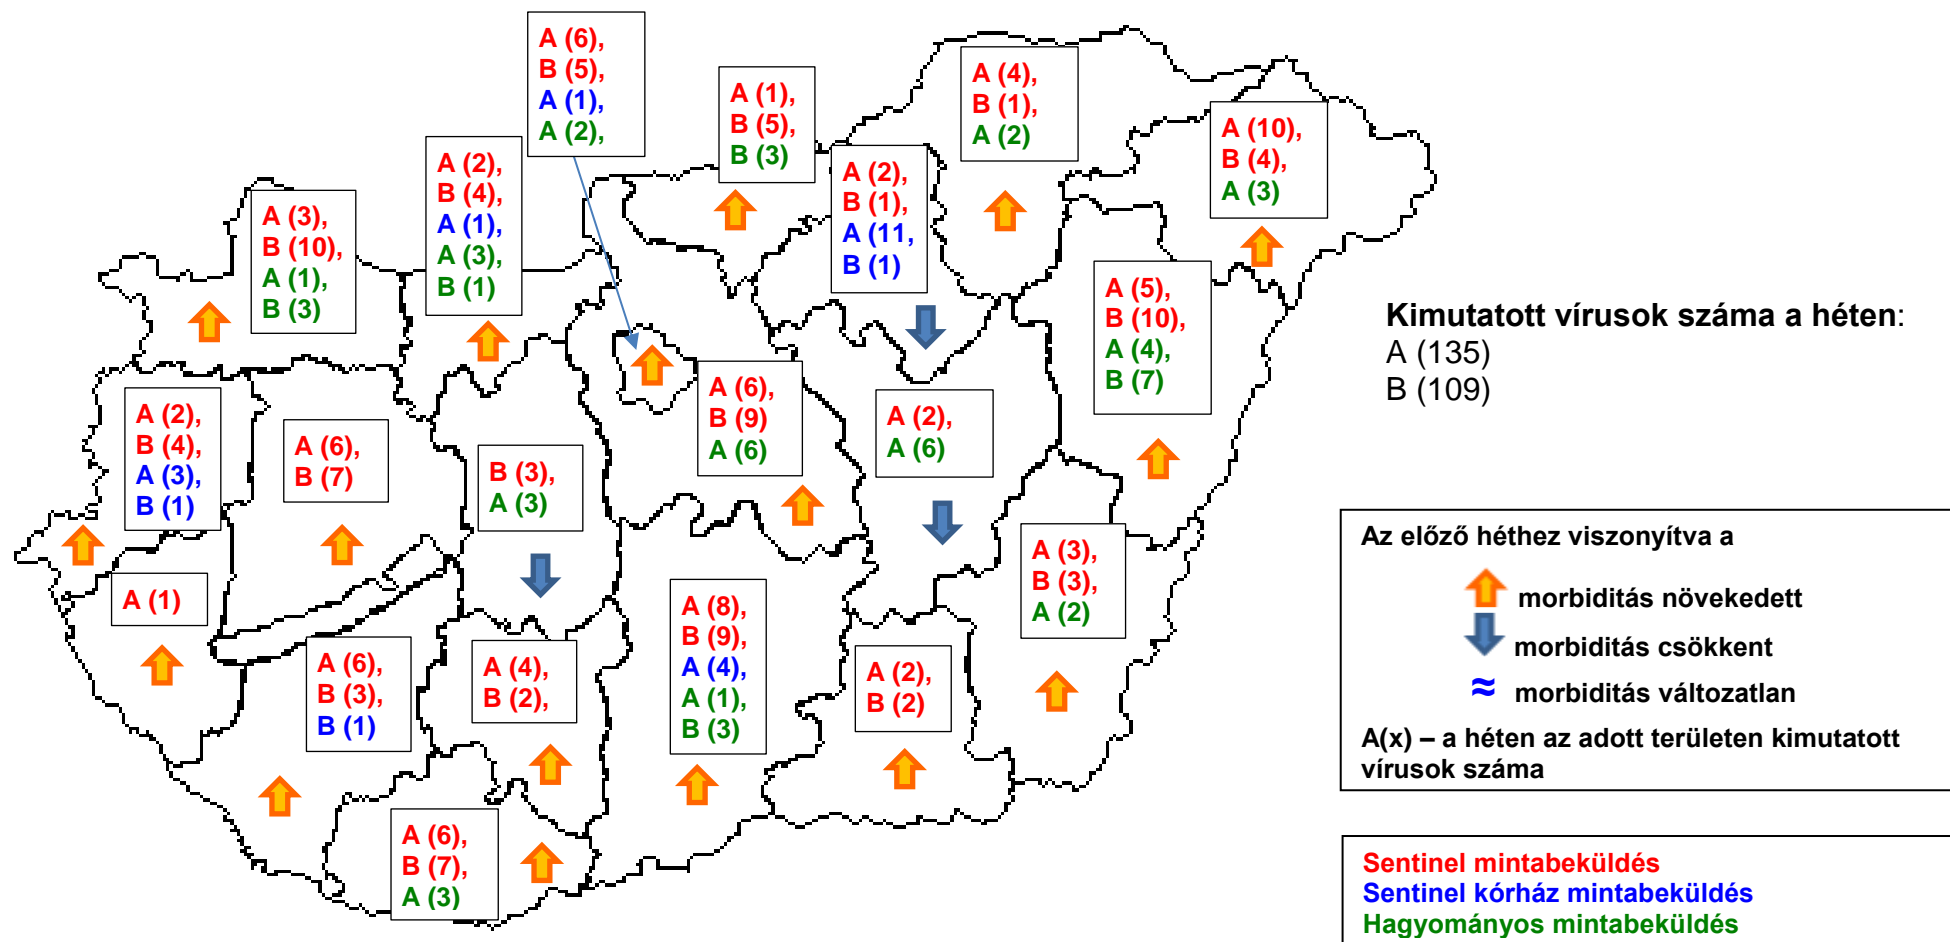 A (6),
B (5),
A (1),
A (2),
A (1),
B (5),
B (3)
A (4),
B (1),
A (2)
A (10),
B (4),
A (3)
A (2),
B (4),
A (1),
A (3),
B (1)
A (2),
B (1),
A (11,
B (1)
A (3),
B (10),
A (1),
B (3)
A (5),
B (10),
A (4),
B (7)
Kimutatott vírusok száma a héten:
A (135)
B (109)
A (6),
B (9)
A (6)
A (2),
A (6)
A (2),
B (4),
A (3),
B (1)
A (6),
B (7)
B (3),
A (3)
A (3),
B (3),
A (2)
A (1)
A (8),
B (9),
A (4),
A (1),
B (3)
A (6),
B (3),
B (1)
A (4),
B (2),
A (2),
B (2)
A (6),
B (7),
A (3)
Az előző héthez viszonyítva a
morbiditás növekedett
morbiditás csökkent
≈ morbiditás változatlan
A(x) – a héten az adott területen kimutatott
vírusok száma
Sentinel mintabeküldés
Sentinel kórház mintabeküldés
Hagyományos mintabeküldés